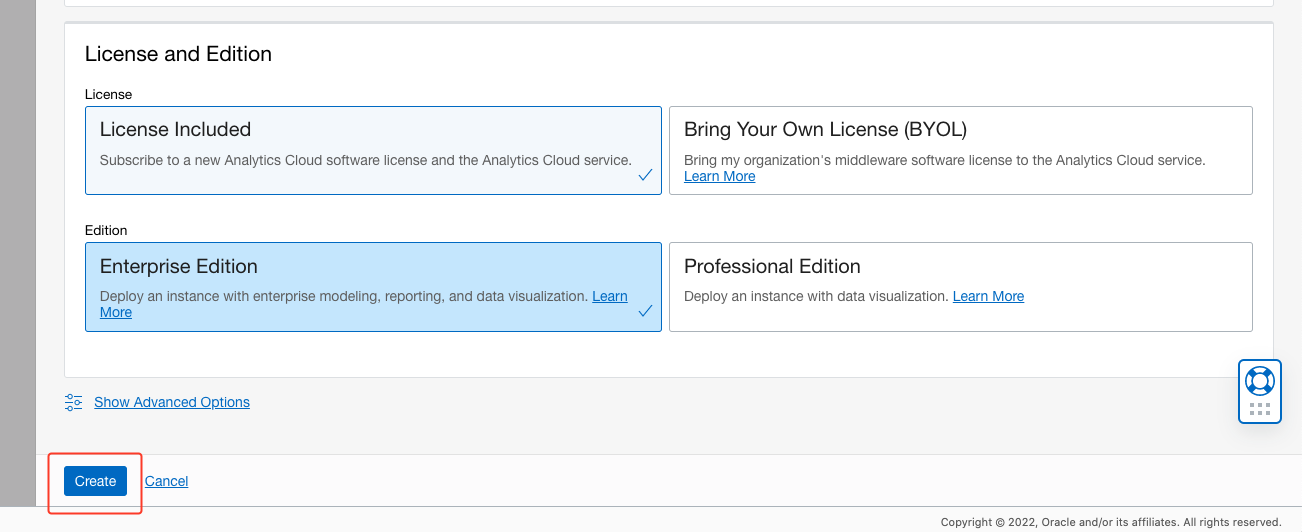 License and Edition
License
License Included
Subscribe to a new Analytics Cloud software license and the Analytics Cloud service.
Bring Your Own License (BYOL)
Bring my organization's middleware software license to the Analytics Cloud service.
Learn More
Edition
Enterprise Edition
Deploy an instance with enterprise modeling, reporting, and data visualization. Learn
More
Professional Edition
Deploy an instance with data visualization. Learn More
Show Advanced Options
Create
Cancel
Copyright © 2022, Oracle and/or its affiliates. All rights reserved.